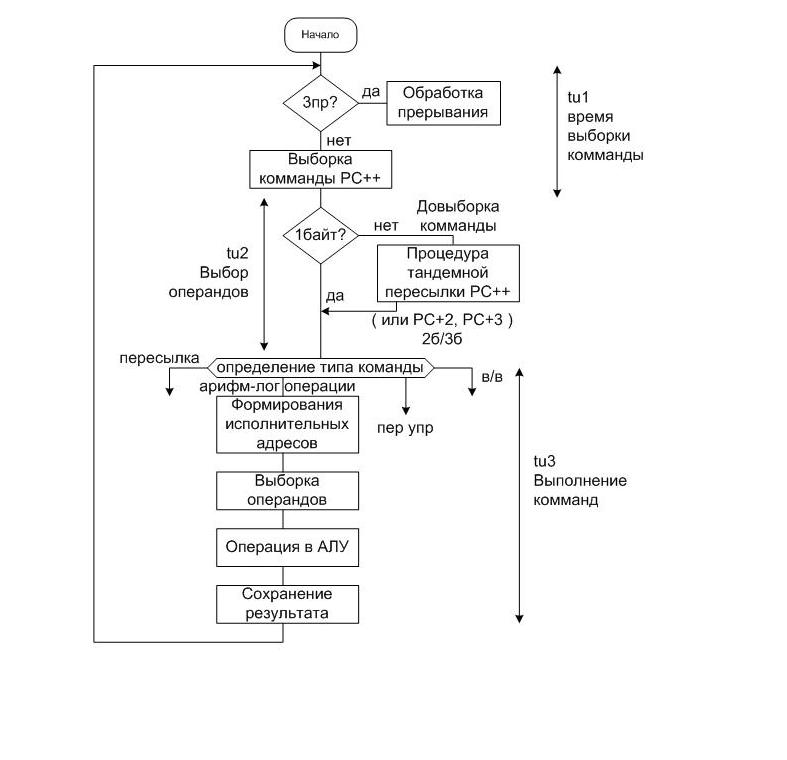 Начало
Зпр?
да
Обработка
прерывания
нет
Выборка
комманды PC++
tu1
время
выборки
комманды
1байт?
нет
Довыборка
комманды
Процедура
тандемной
пересылки PC++
да
( или PC+2, PC+3 )
2б/3б
tu2
Выбор
операндов
определение типа команды
пересылка
арифм-лог операции
пер упр
в/в
Формирования
исполнительных
адресов
Выборка
операндов
Операция в АЛУ
Сохранение
результата
tu3
Выполнение
комманд